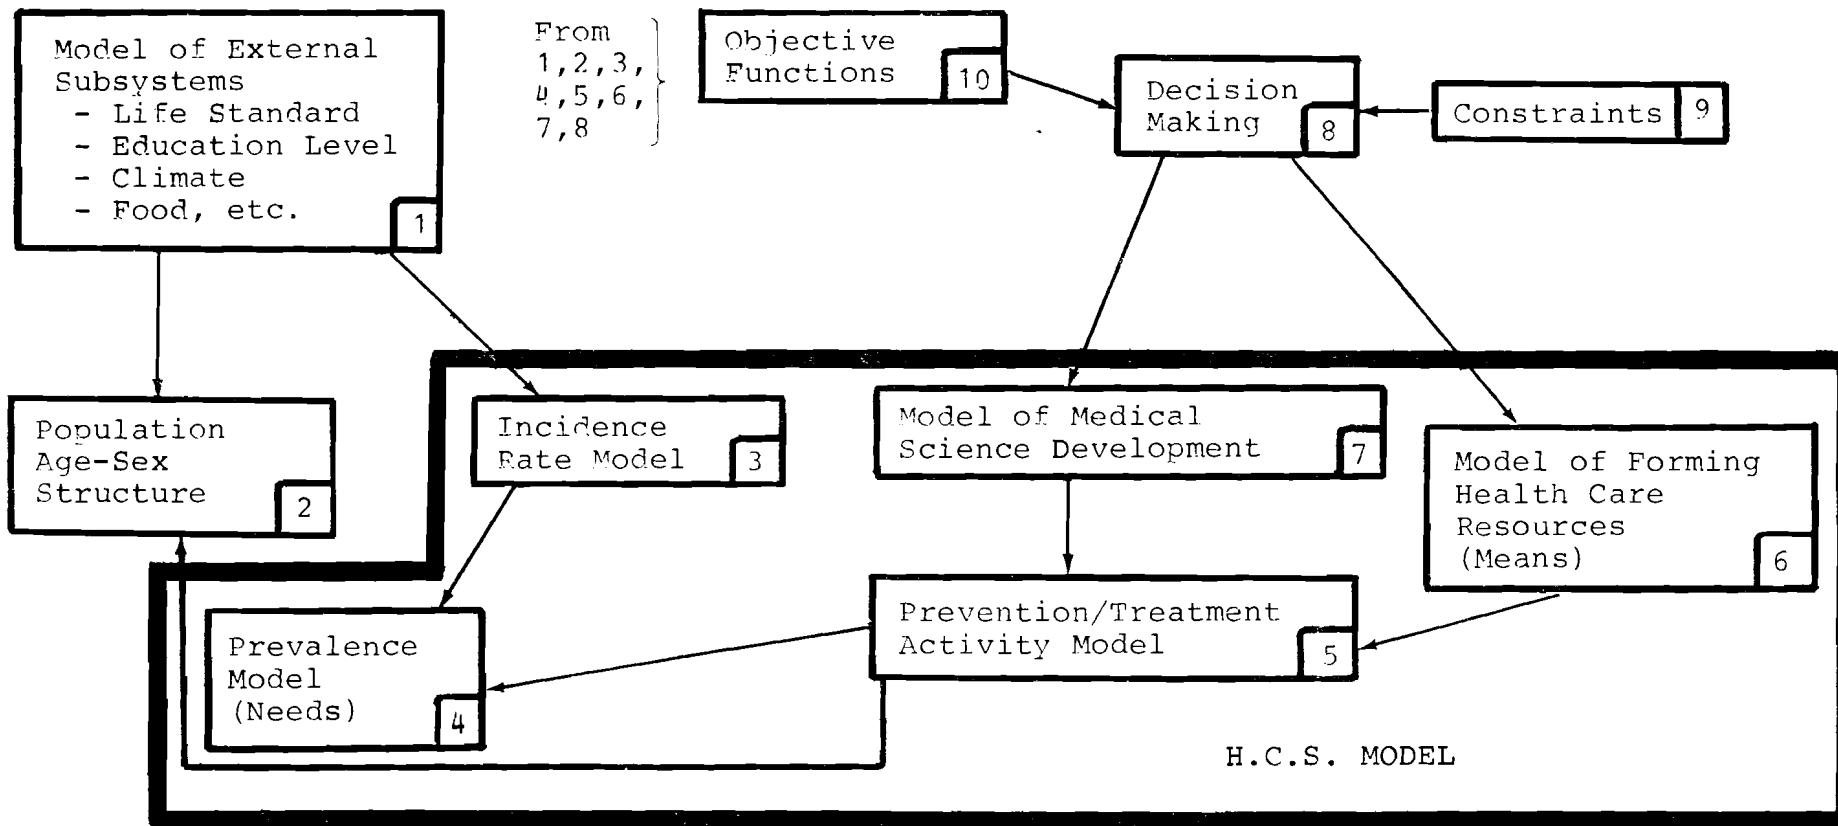 Model of External
Subsystems
- Life Standard
- Education Level
- Climate
- Food, etc.
1
From
1,2,3,
4,5,6,
7,8
Objective
Functions
10
Decision
Making
8
Constraints
9
Population
Age-Sex
Structure
2
Incidence
Rate Model
3
Model of Medical
Science Development
7
Model of Forming
Health Care
Resources
(Means)
6
Prevalence
Model
(Needs)
4
Prevention/Treatment
Activity Model
5
H.C.S. MODEL